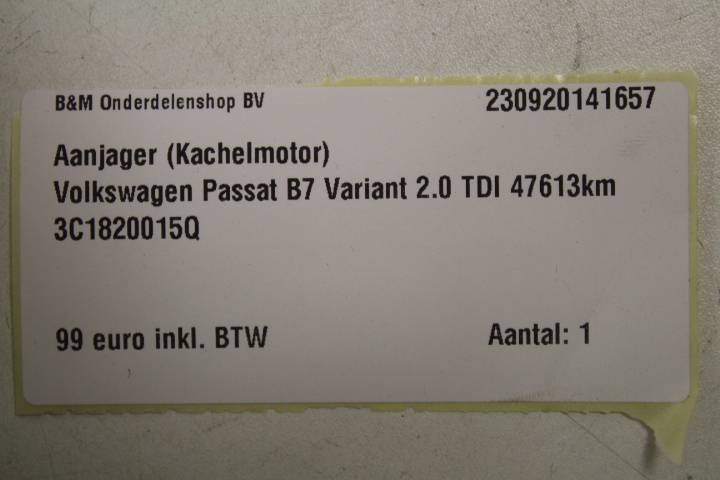 B&M Onderdelenshop BV 230920141657
Aanjager (Kachelmotor)
Volkswagen Passat B7 Variant 2.0 TDI 47613km
3C1820015Q
99 euro inkl. BTW Aantal: 1